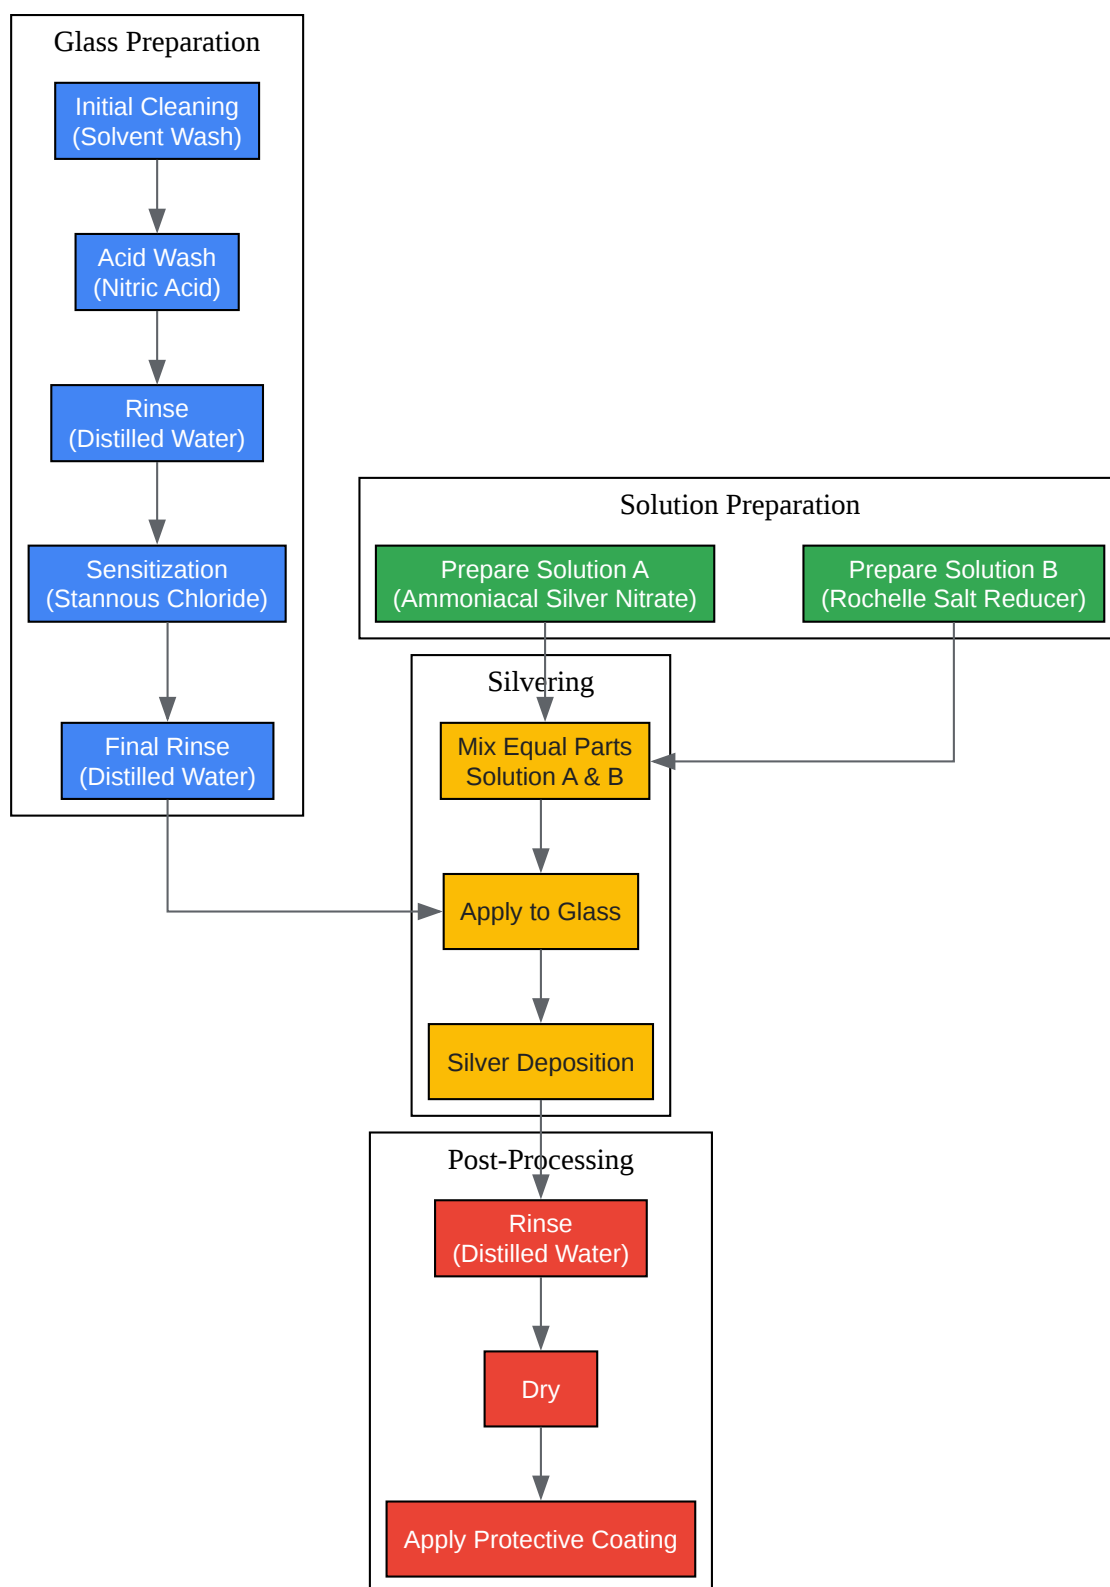 Glass Preparation
Initial Cleaning
(Solvent Wash)
Acid Wash
(Nitric Acid)
Rinse
(Distilled Water)
Sensitization
(Stannous Chloride)
Final Rinse
(Distilled Water)
Solution Preparation
Prepare Solution A
(Ammoniacal Silver Nitrate)
Prepare Solution B
(Rochelle Salt Reducer)
Silvering
Mix Equal Parts
Solution A & B
Apply to Glass
Silver Deposition
Post-Processing
Rinse
(Distilled Water)
Dry
Apply Protective Coating